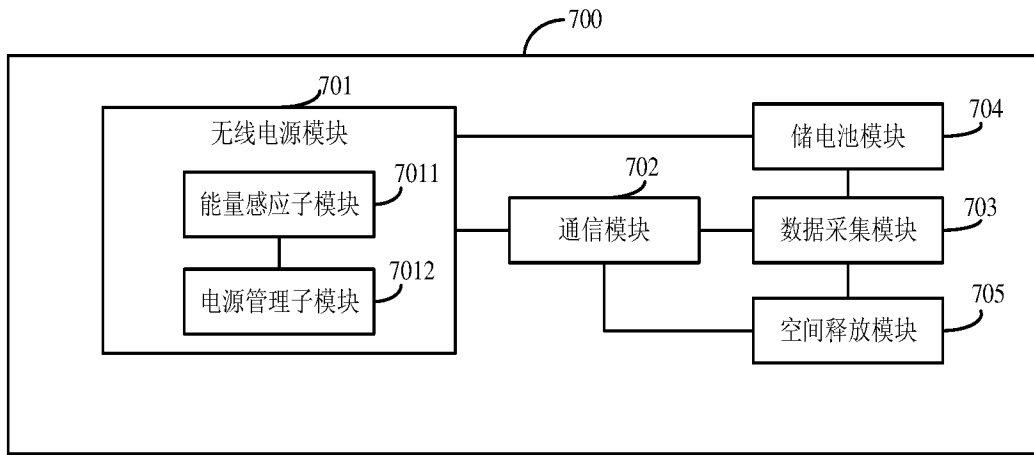 700
701
无线电源模块
能量感应子模块
7011
电源管理子模块
7012
702
通信模块
储电池模块
704
数据采集模块
703
空间释放模块
705